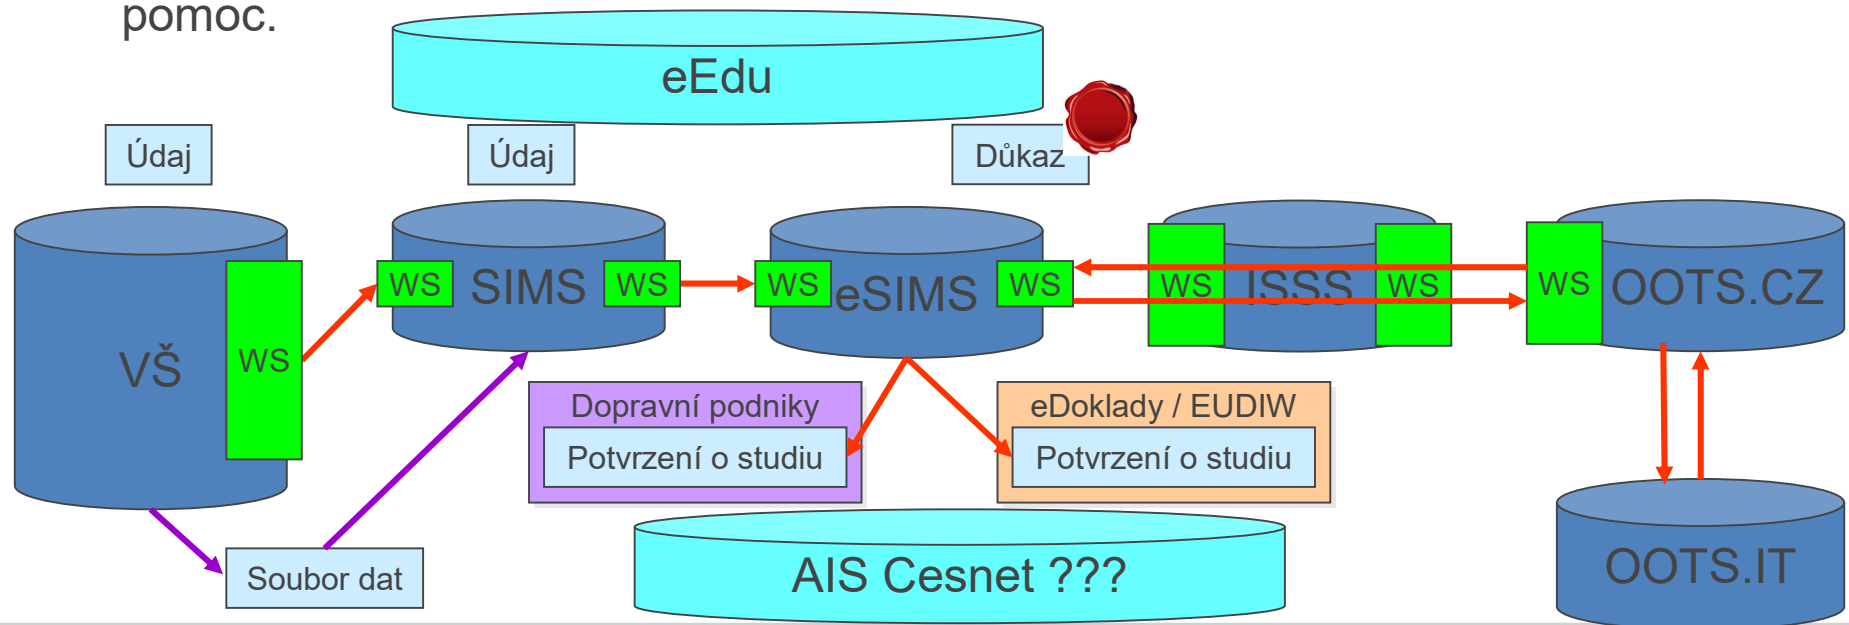 pomoc.
eEdu
Údaj
Údaj
Důkaz
VŠ
WS
WS
SIMS
WS
WS
eSIMS
WS
WS
ISSS
WS
WS
OOTS.CZ
Dopravní podniky
Potvrzení o studiu
eDoklady / EUDIW
Potvrzení o studiu
Soubor dat
AIS Cesnet ???
OOTS.IT